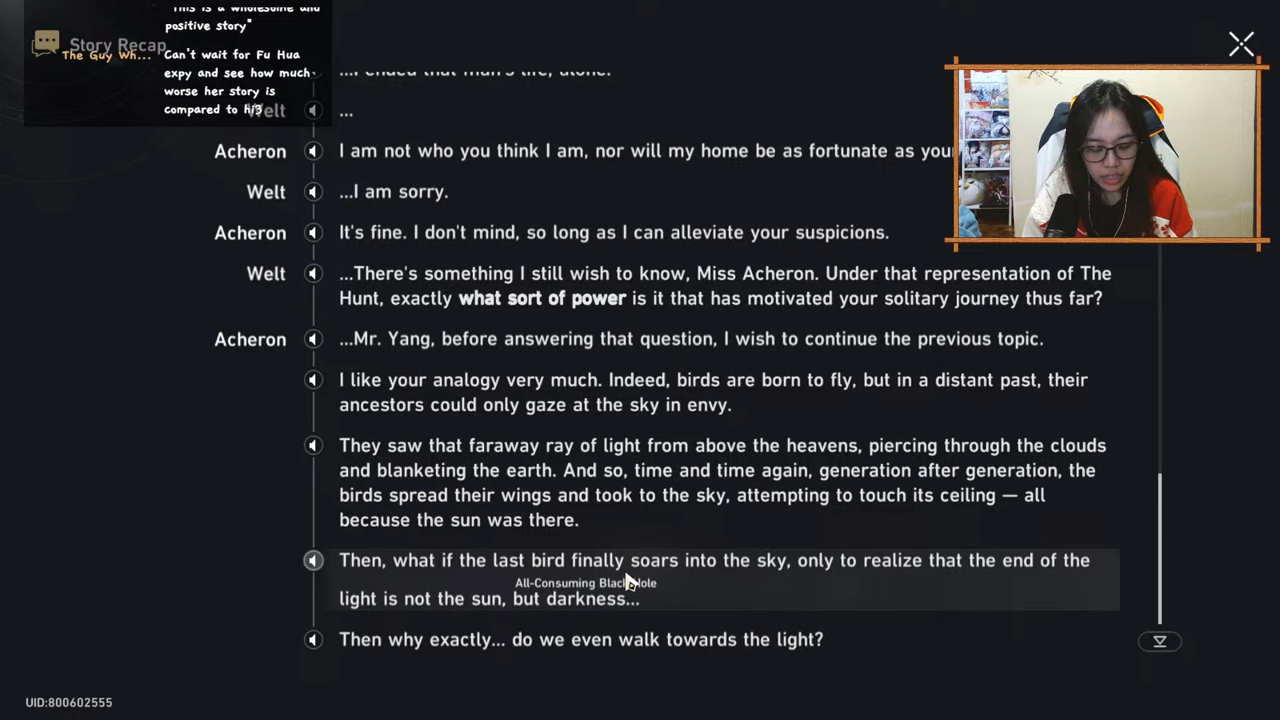 "This is a wholesome and
positive story"
Story Recap
The Guy Wh... Can't wait for Fu Hua
expy and see how much
worse her story is
compared to hi3
...I ended that man's life, alone.
Welt ...
Acheron I am not who you think I am, nor will my home be as fortunate as your
Welt ...I am sorry.
Acheron It's fine. I don't mind, so long as I can alleviate your suspicions.
Welt ...There's something I still wish to know, Miss Acheron. Under that representation of The
Hunt, exactly what sort of power is it that has motivated your solitary journey thus far?
Acheron ...Mr. Yang, before answering that question, I wish to continue the previous topic.
I like your analogy very much. Indeed, birds are born to fly, but in a distant past, their
ancestors could only gaze at the sky in envy.
They saw that faraway ray of light from above the heavens, piercing through the clouds
and blanketing the earth. And so, time and time again, generation after generation, the
birds spread their wings and took to the sky, attempting to touch its ceiling — all
because the sun was there.
Then, what if the last bird finally soars into the sky, only to realize that the end of the
All-Consuming Black Hole
light is not the sun, but darkness...
Then why exactly... do we even walk towards the light?
UID:800602555